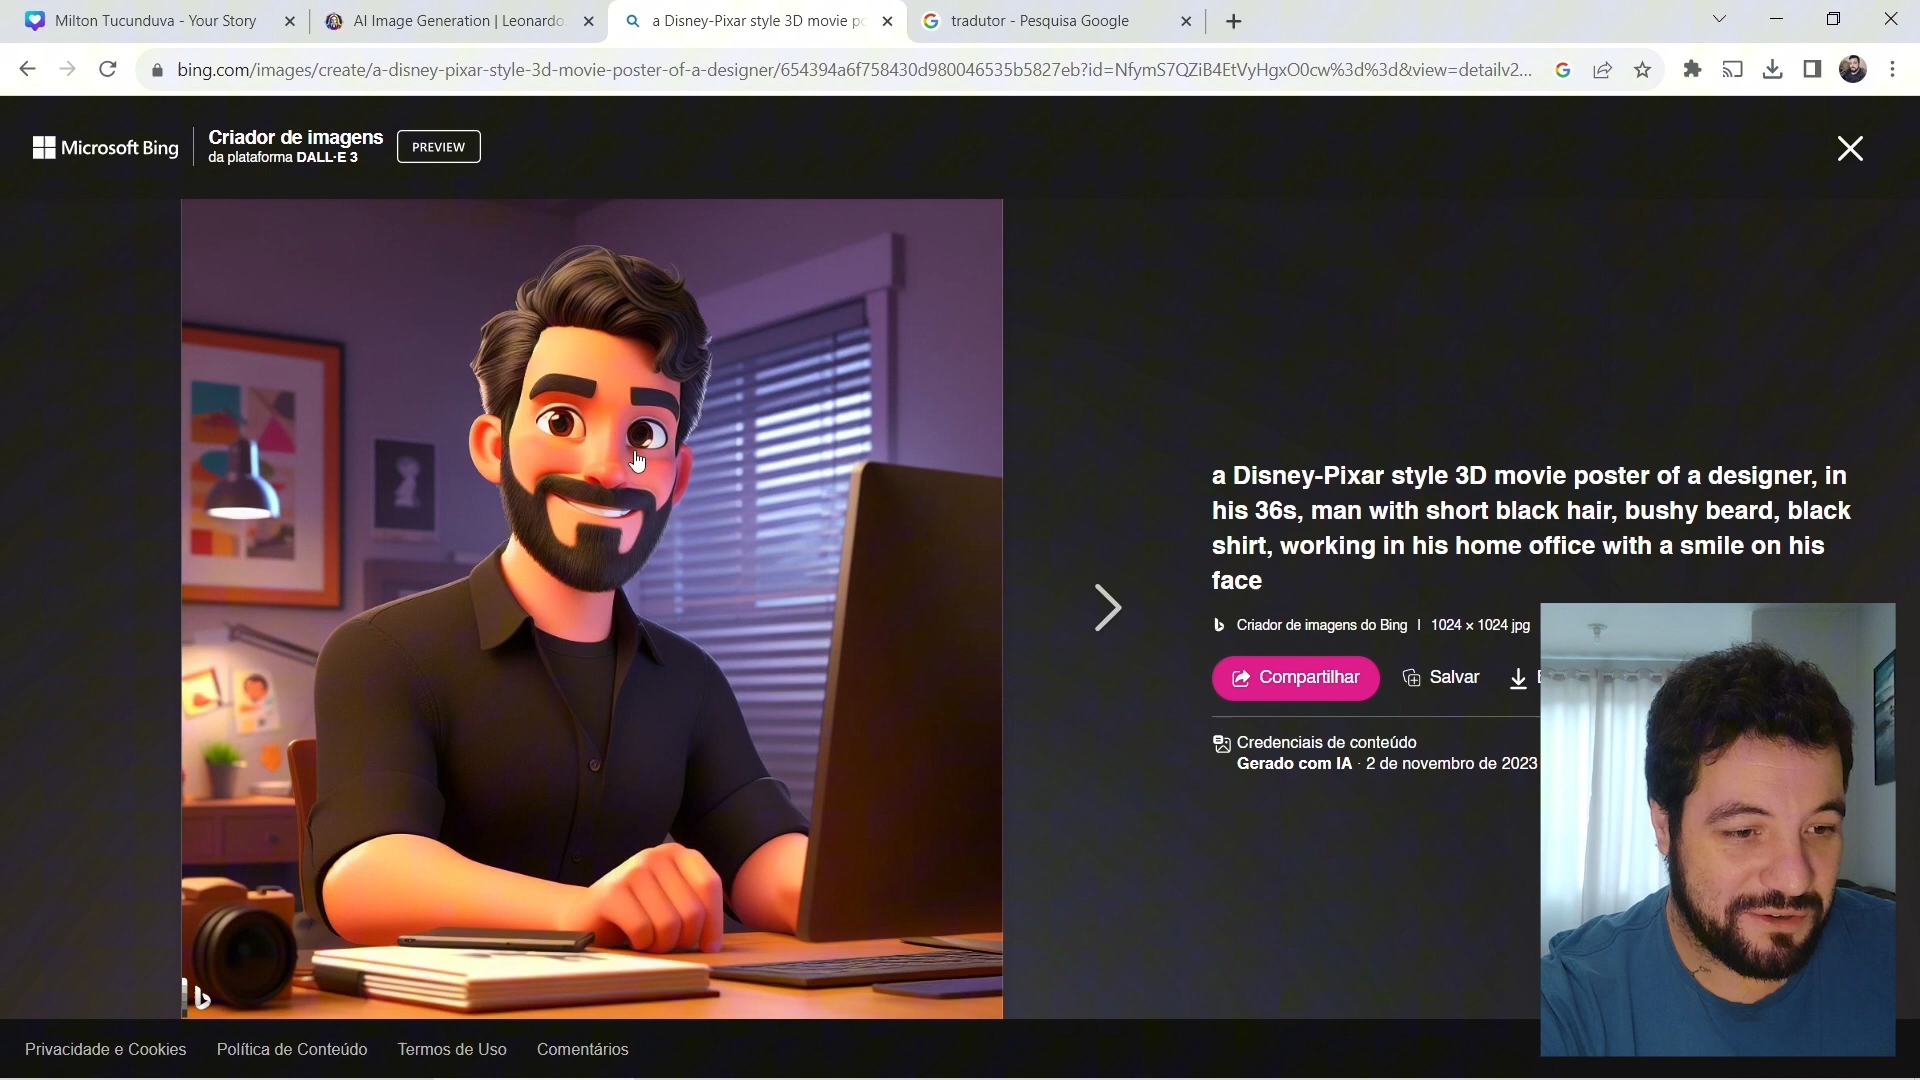 Milton Tucunduva - Your Story
AI Image Generation | Leonardo
a Disney-Pixar style 3D movie po
tradutor - Pesquisa Google
bing.com/images/create/a-disney-pixar-style-3d-movie-poster-of-a-designer/654394a6f758430d980046535b5827eb?id=NfymS7QZiB4EtVyHgxO0cw%3d%3d&view=detailv2...
Microsoft Bing
Criador de imagens
da plataforma DALL·E 3
PREVIEW
a Disney-Pixar style 3D movie poster of a designer, in
his 36s, man with short black hair, bushy beard, black
shirt, working in his home office with a smile on his
face
Criador de imagens do Bing | 1024 × 1024 jpg
Compartilhar
Salvar
Credenciais de conteúdo
Gerado com IA · 2 de novembro de 2023
Privacidade e Cookies
Política de Conteúdo
Termos de Uso
Comentários